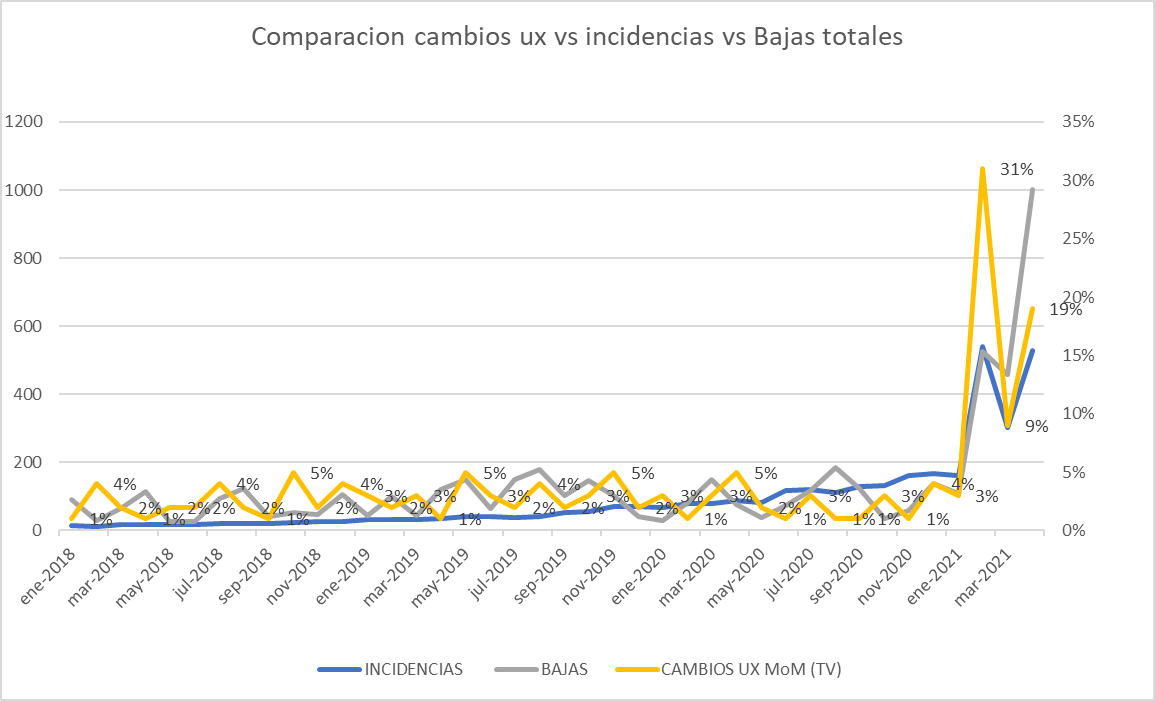 Comparacion cambios ux vs incidencias vs Bajas totales
1200 35%
1000 30%
800 25%
600 20%
400 15%
200 10%
0 5%
0%
1% 4% 2% 1% 2% 2% 4% 2% 1% 5% 2% 4% 3% 2% 3% 1% 5% 3% 2% 4% 2% 3% 5% 2% 3% 1% 3% 5% 2% 1% 3% 1% 1% 3% 1% 4% 3% 31% 9% 19%
ene-2018 mar-2018 may-2018 jul-2018 sep-2018 nov-2018 ene-2019 mar-2019 may-2019 jul-2019 sep-2019 nov-2019 ene-2020 mar-2020 may-2020 jul-2020 sep-2020 nov-2020 ene-2021 mar-2021
INCIDENCIAS BAJAS CAMBIOS UX MoM (TV)